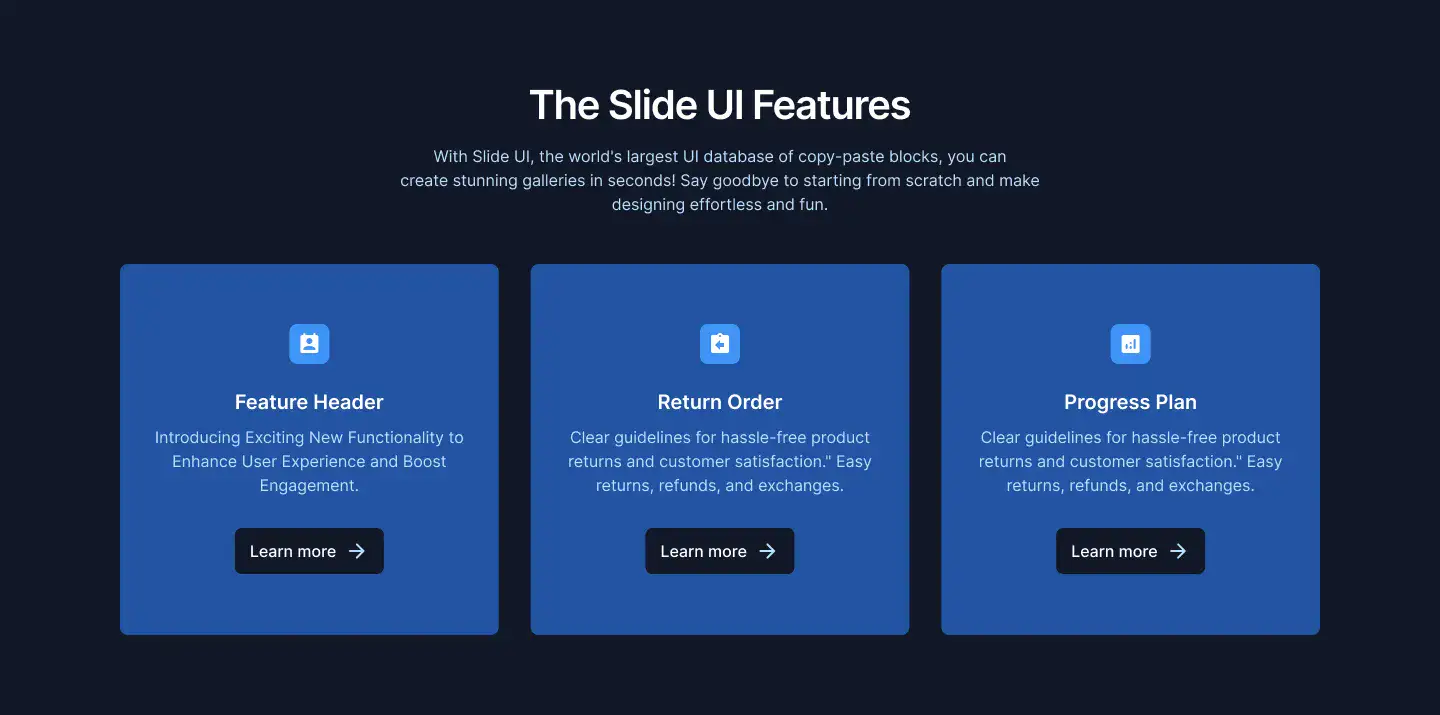 The Slide UI Features
With Slide UI, the world's largest UI database of copy-paste blocks, you can
create stunning galleries in seconds! Say goodbye to starting from scratch and make
designing effortless and fun.
Feature Header
Introducing Exciting New Functionality to
Enhance User Experience and Boost
Engagement.
Learn more
Return Order
Clear guidelines for hassle-free product
returns and customer satisfaction." Easy
returns, refunds, and exchanges.
Learn more
Progress Plan
Clear guidelines for hassle-free product
returns and customer satisfaction." Easy
returns, refunds, and exchanges.
Learn more